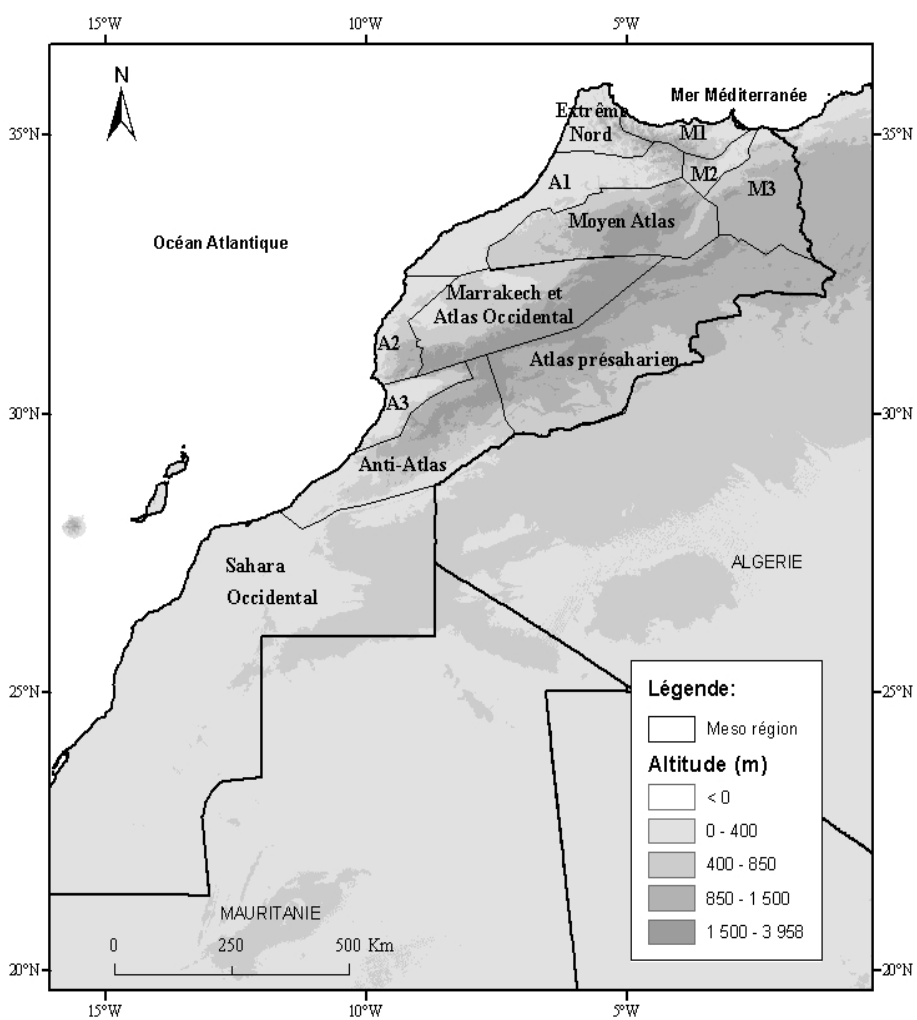 15°W 10°W 5°W
N
Mer Méditerranée
Extrême
Nord
35°N 35°N
M1
A1
M2
M3
Moyen Atlas
Océan Atlantique
Marrakech et
Atlas Occidental
A2
Atlas présaharien
A3
30°N 30°N
Anti-Atlas
Sahara
Occidental
ALGERIE
25°N 25°N
Légende:
Meso région
Altitude (m)
< 0
0 - 400
400 - 850
850 - 1 500
1 500 - 3 958
MAURITANIE
0 250 500 Km
20°N 20°N
15°W 10°W 5°W